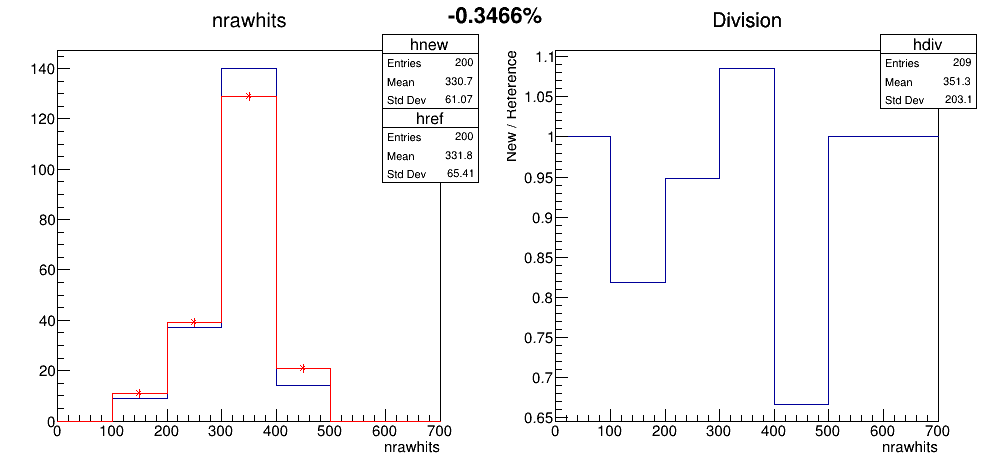 -0.3466%
nrawhits
hnew
Entries 200
Mean 330.7
Std Dev 61.07
href
Entries 200
Mean 331.8
Std Dev 65.41
140
120
100
80
60
40
20
0
0 100 200 300 400 500 600 700
nrawhits
Division
hdiv
Entries 209
Mean 351.3
Std Dev 203.1
New / Reference
1.1
1.05
1
0.95
0.9
0.85
0.8
0.75
0.7
0.65
0 100 200 300 400 500 600 700
nrawhits